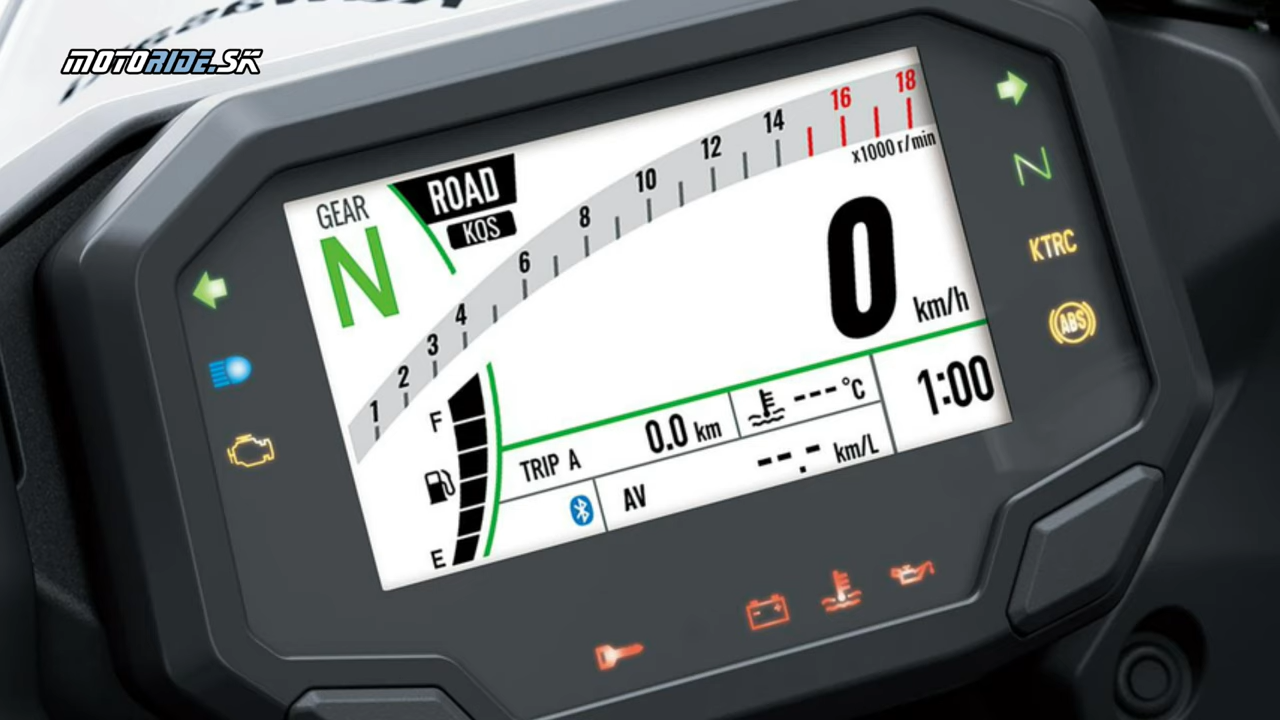 MOTORIDE.SK
GEAR
N
ROAD
KQS
1 2 3 4 6 8 10 12 14 16 18
x1000 r/min
0 km/h
F
E
TRIP A 0.0 km
---°C
1:00
AV --.- km/L
N
KTRC
ABS